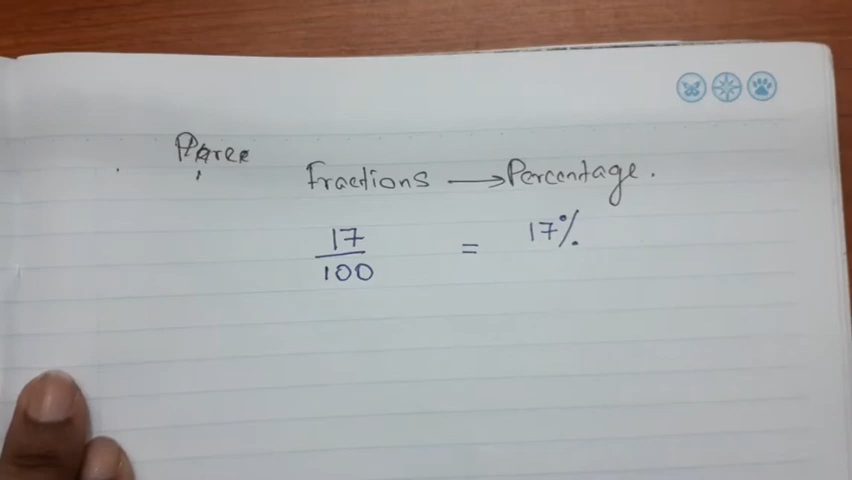 Fractions → Percentage.
17
100
= 17%